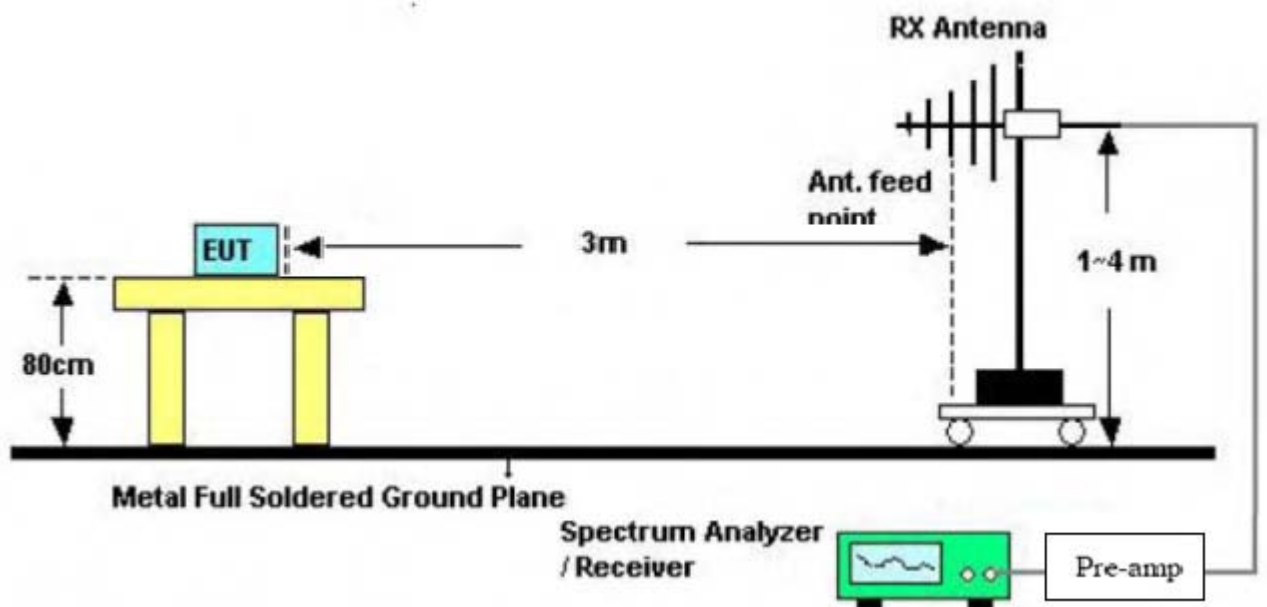 RX Antenna
Ant. feed
point
EUT
3m
1~4 m
80cm
Metal Full Soldered Ground Plane
Spectrum Analyzer
/ Receiver
Pre-amp